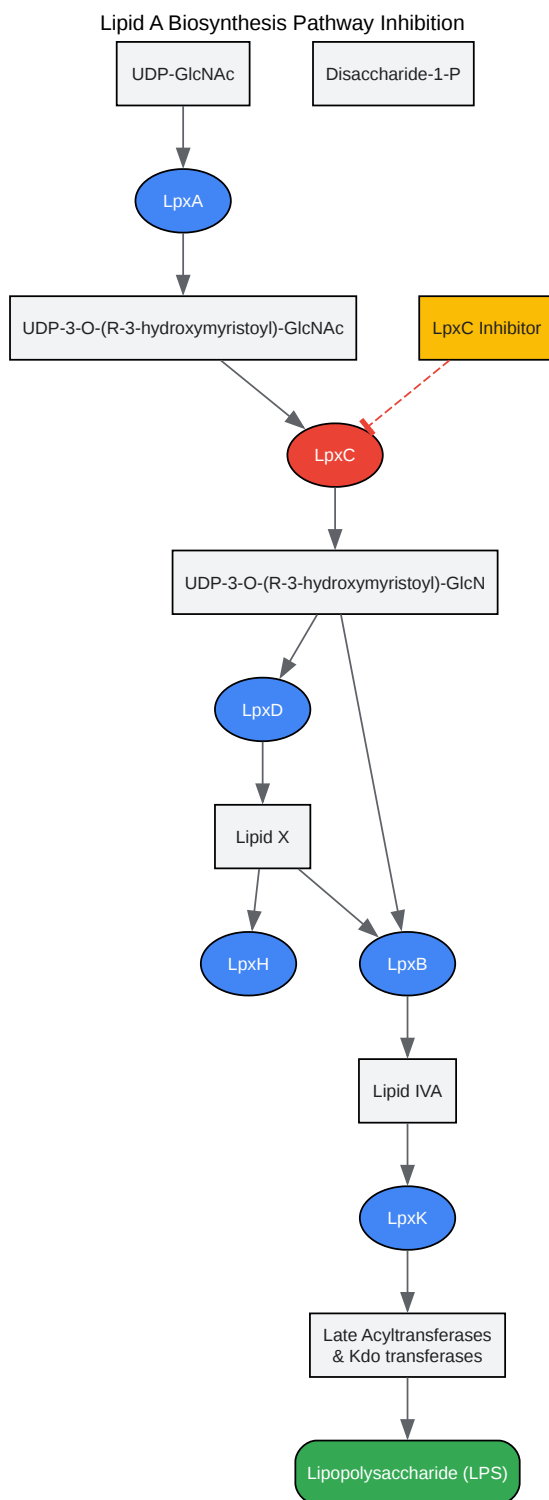 Lipid A Biosynthesis Pathway Inhibition
UDP-GlcNAc
Disaccharide-1-P
LpxA
UDP-3-O-(R-3-hydroxymyristoyl)-GlcNAc
LpxC Inhibitor
LpxC
UDP-3-O-(R-3-hydroxymyristoyl)-GlcN
LpxD
Lipid X
LpxH
LpxB
Lipid IVA
LpxK
Late Acyltransferases
& Kdo transferases
Lipopolysaccharide (LPS)